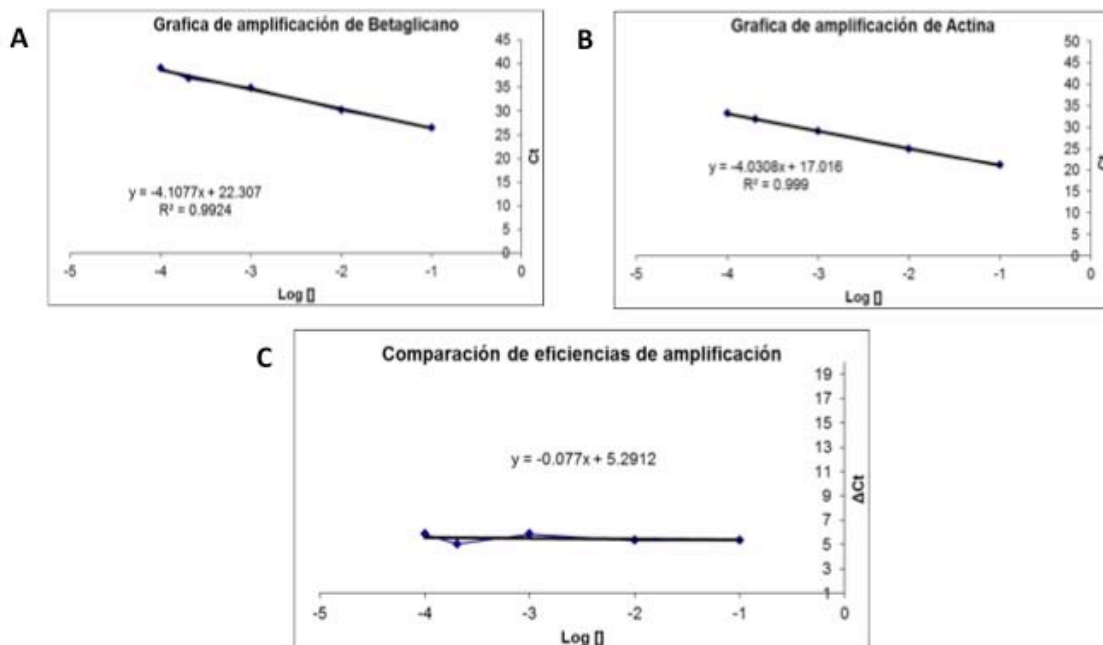 A
Grafica de amplificación de Betaglicano
45
40
35
30
25
20
15
10
5
0
Ct
y = -4.1077x + 22.307
R² = 0.9924
-5 -4 -3 -2 -1 0
Log []
B
Grafica de amplificación de Actina
50
45
40
35
30
25
20
15
10
5
0
Ct
y = -4.0308x + 17.016
R² = 0.999
-5 -4 -3 -2 -1 0
Log []
C
Comparación de eficiencias de amplificación
19
17
15
13
11
9
7
5
3
1
ΔCt
y = -0.077x + 5.2912
-5 -4 -3 -2 -1 0
Log []